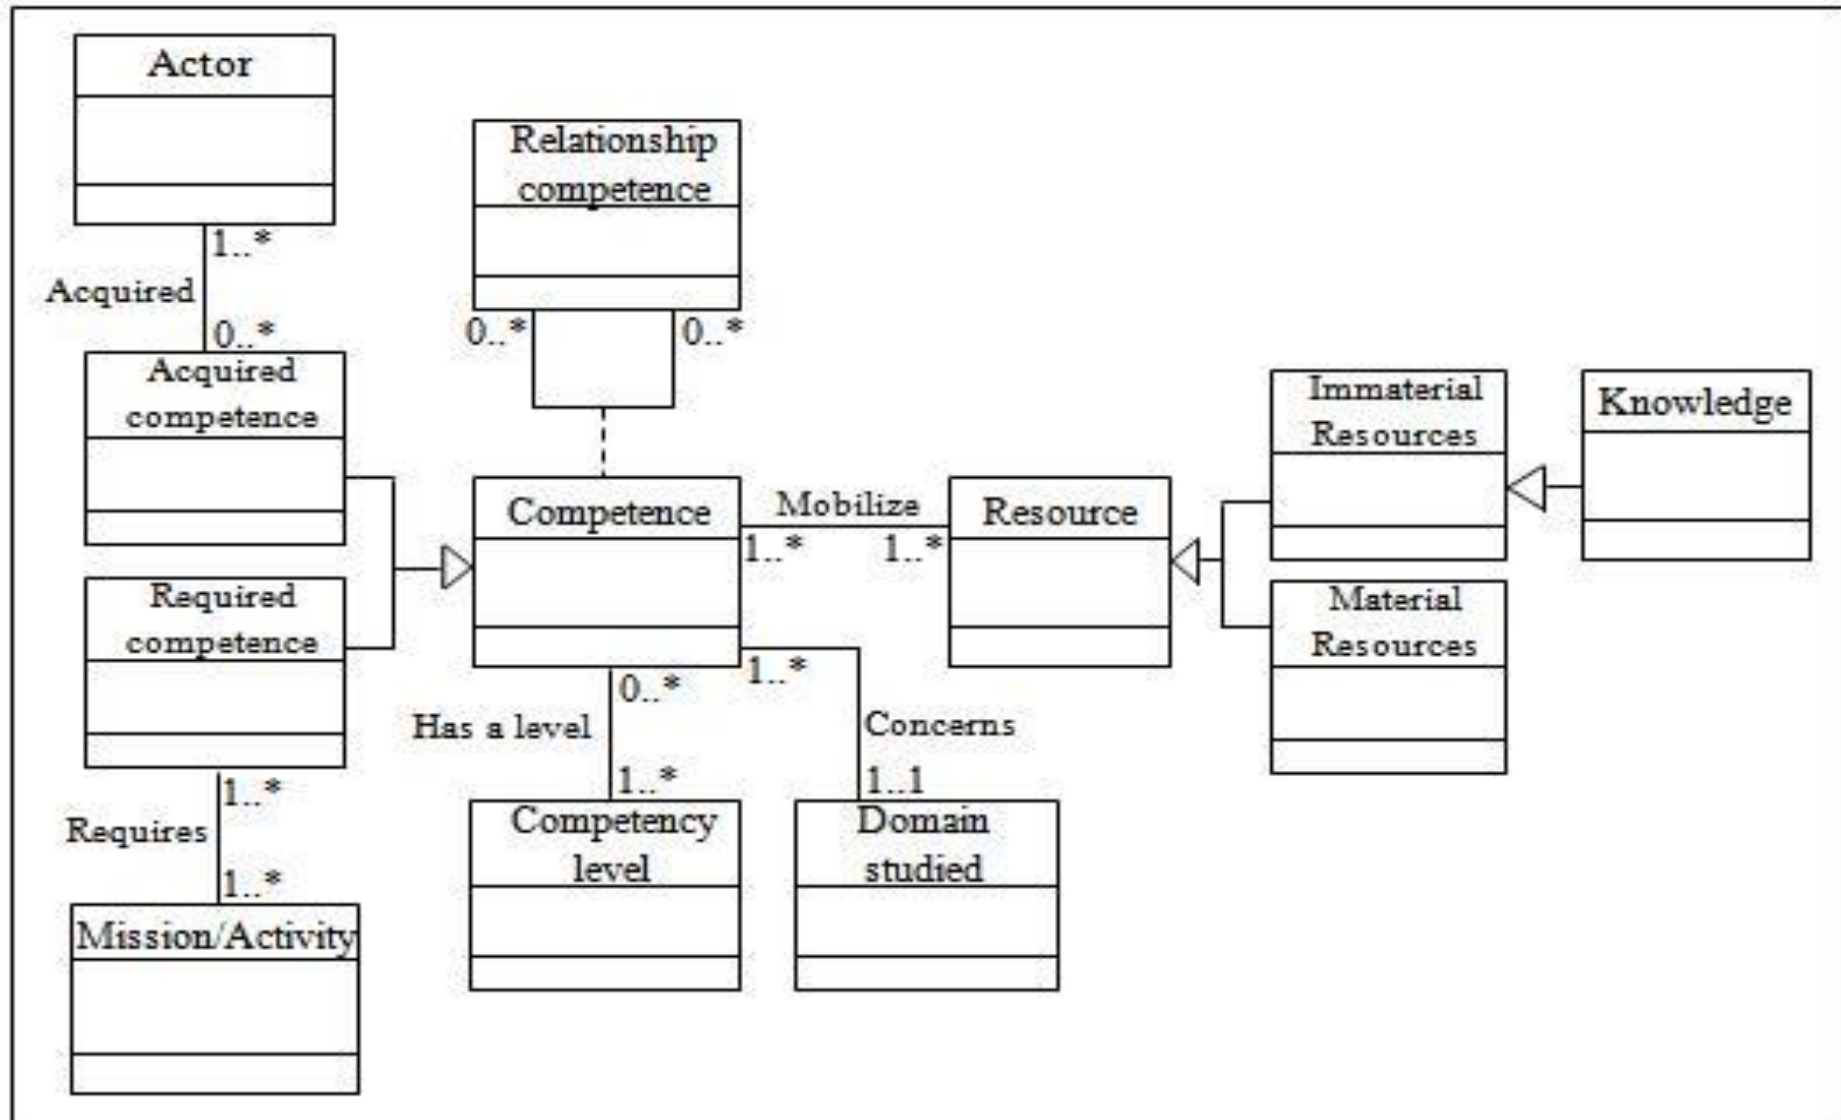 Actor
1..*
Acquired
0..*
Acquired
competence
Required
competence
1..*
Requires
1..*
Mission/Activity
Relationship
competence
0..*
0..*
Competence
Mobilize
1..*
1..*
Resource
0..*
Has a level
1..*
Competency
level
1..*
Concerns
1..1
Domain
studied
Immaterial
Resources
Material
Resources
Knowledge